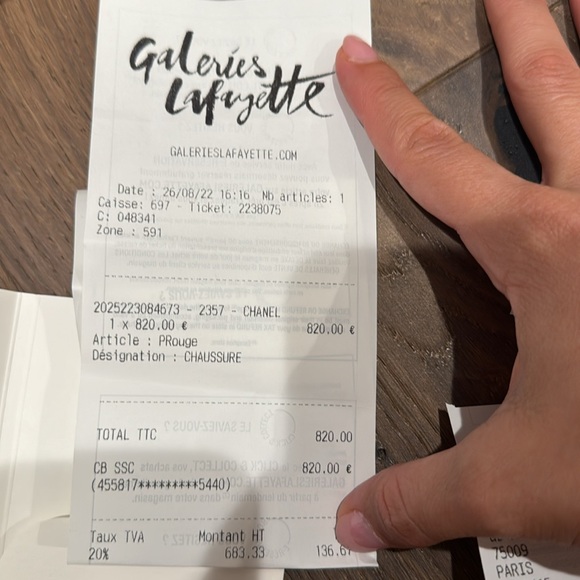 Galeries
Lafayette
GALERIESLAFAYETTE.COM
Date : 26/08/22 16:16 Nb articles: 1
Caisse: 697 - Ticket: 2238075
C: 048341
Zone : 591
2025223084673 - 2357 - CHANEL
1 x 820.00 € 820.00 €
Article : PRouge
Désignation : CHAUSSURE
TOTAL TTC 820.00
CB SSC 820.00 €
(455817*********5440)
Taux TVA Montant HT
20% 683.33 136.67
75009
PARIS